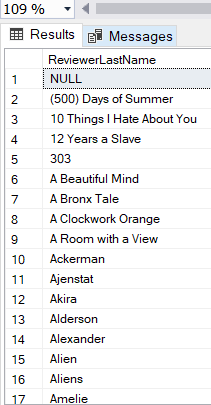 109 %
Results Messages
ReviewerLastName
1 NULL
2 (500) Days of Summer
3 10 Things I Hate About You
4 12 Years a Slave
5 303
6 A Beautiful Mind
7 A Bronx Tale
8 A Clockwork Orange
9 A Room with a View
10 Ackerman
11 Ajenstat
12 Akira
13 Alderson
14 Alexander
15 Alien
16 Aliens
17 Amelie